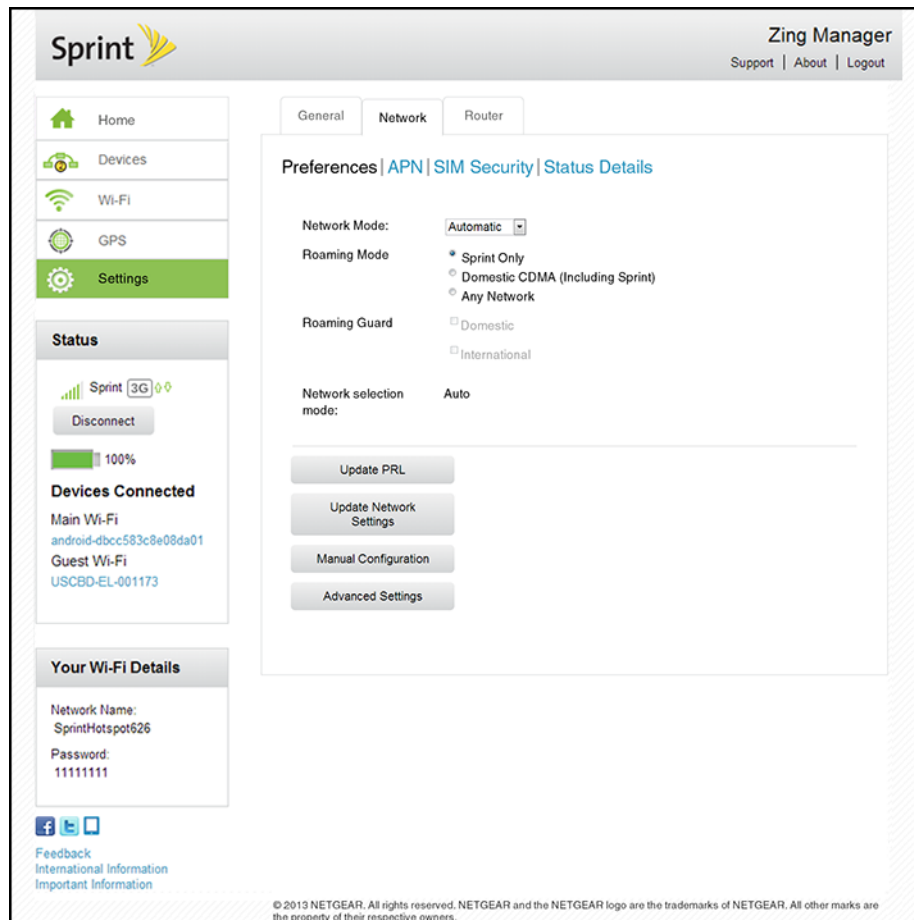 Sprint
Zing Manager
Support | About | Logout
Home
Devices
Wi-Fi
GPS
Settings
General
Network
Router
Preferences | APN | SIM Security | Status Details
Network Mode:
Automatic
Roaming Mode
Sprint Only
Domestic CDMA (Including Sprint)
Any Network
Roaming Guard
Domestic
International
Network selection
mode:
Auto
Update PRL
Update Network
Settings
Manual Configuration
Advanced Settings
Status
Sprint 3G
Disconnect
100%
Devices Connected
Main Wi-Fi
android-dbcc583c8e08da01
Guest Wi-Fi
USCBD-EL-001173
Your Wi-Fi Details
Network Name:
SprintHotspot626
Password:
11111111
Feedback
International Information
Important Information
© 2013 NETGEAR. All rights reserved. NETGEAR and the NETGEAR logo are the trademarks of NETGEAR. All other marks are
the property of their respective owners.